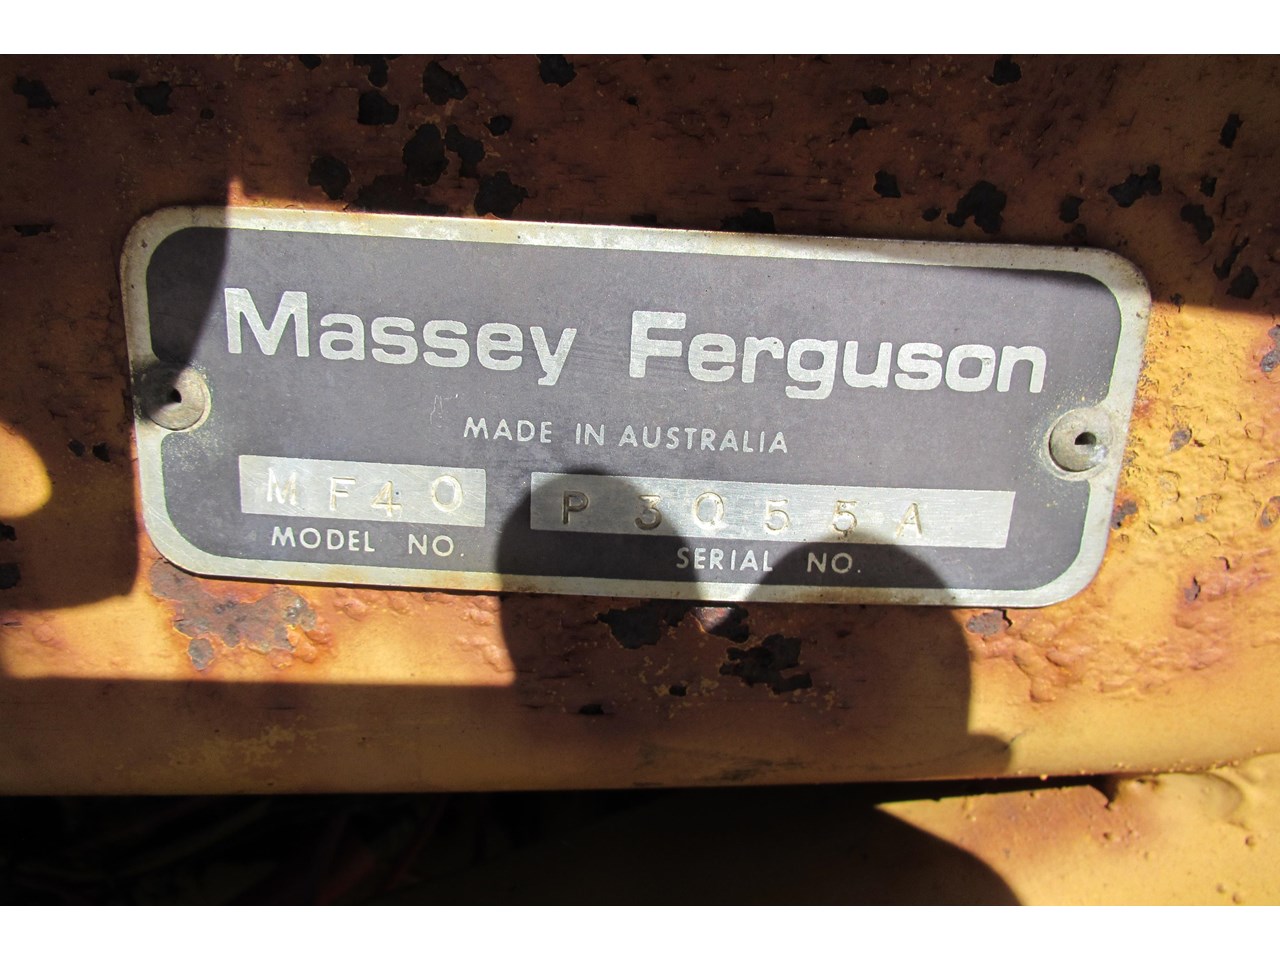 Massey Ferguson
MADE IN AUSTRALIA
MF40 P3055A
MODEL NO. SERIAL NO.